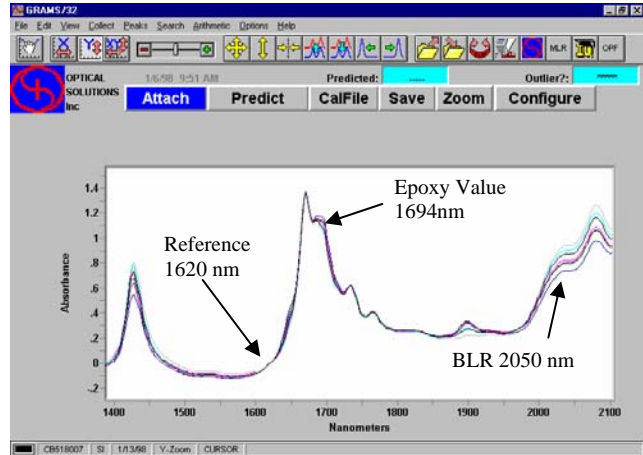 GRAMS/32
File Edit View Collect Peaks Search Arithmetic Options Help
MLR OPF
OPTICAL SOLUTIONS Inc
1/6/98 9:51 AM Predicted: ----- Outlier?: -----
Attach Predict CalFile Save Zoom Configure
Epoxy Value
1694nm
Reference
1620 nm
BLR 2050 nm
Absorbance
1.4
1.2
1
.8
.6
.4
.2
0
-.2
1400 1500 1600 1700 1800 1900 2000 2100
Nanometers
CB518007 SI 1/13/98 Y-Zoom CURSOR